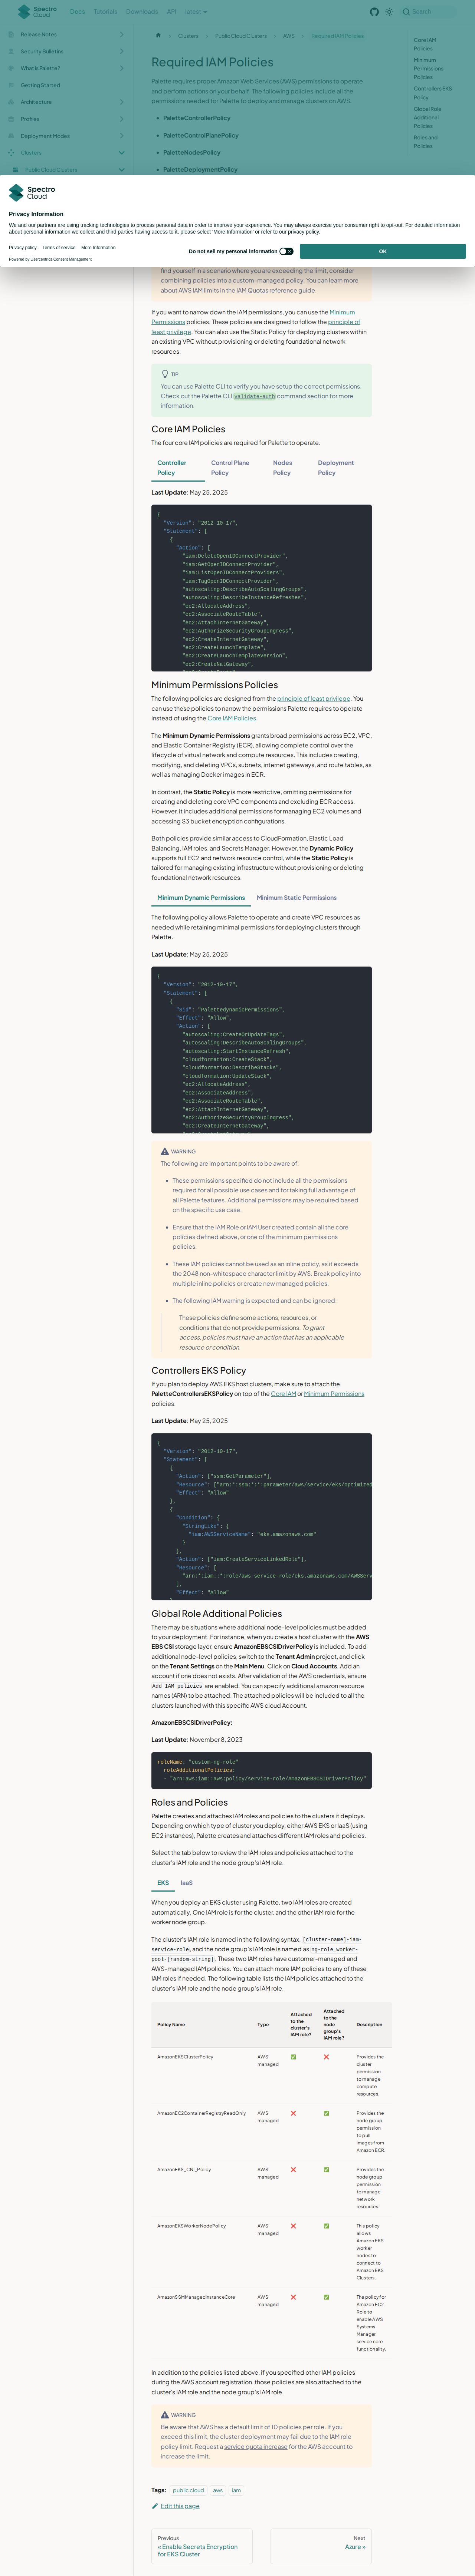 Spectro Cloud
Docs
Tutorials
Downloads
API
latest
Search
Release Notes
Security Bulletins
What is Palette?
Getting Started
Architecture
Profiles
Deployment Modes
Clusters
Public Cloud Clusters
Clusters
Public Cloud Clusters
AWS
Required IAM Policies
Required IAM Policies
Palette requires proper Amazon Web Services (AWS) permissions to operate
and perform actions on your behalf. The following policies include all the
permissions needed for Palette to deploy and manage clusters on AWS.
PaletteControllerPolicy
PaletteControlPlanePolicy
PaletteNodesPolicy
PaletteDeploymentPolicy
Core IAM
Policies
Minimum
Permissions
Policies
Controllers EKS
Policy
Global Role
Additional
Policies
Roles and
Policies
Spectro Cloud
Privacy Information
We and our partners are using tracking technologies to process personal data in order to improve your experience. You may always exercise your consumer right to opt-out. For detailed information
about personal data we collect and third parties having access to it, please select 'More Information' or refer to our privacy policy.
Privacy policy
Terms of service
More Information
Powered by Usercentrics Consent Management
Do not sell my personal information
OK
find yourself in a scenario where you are exceeding the limit, consider
combining policies into a custom-managed policy. You can learn more
about AWS IAM limits in the IAM Quotas reference guide.
If you want to narrow down the IAM permissions, you can use the Minimum
Permissions policies. These policies are designed to follow the principle of
least privilege. You can also use the Static Policy for deploying clusters within
an existing VPC without provisioning or deleting foundational network
resources.
TIP
You can use Palette CLI to verify you have setup the correct permissions.
Check out the Palette CLI validate-auth command section for more
information.
Core IAM Policies
The four core IAM policies are required for Palette to operate.
Controller Policy
Control Plane Policy
Nodes Policy
Deployment Policy
Last Update: May 25, 2025
{
"Version": "2012-10-17",
"Statement": [
{
"Action": [
"iam:DeleteOpenIDConnectProvider",
"iam:GetOpenIDConnectProvider",
"iam:ListOpenIDConnectProviders",
"iam:TagOpenIDConnectProvider",
"autoscaling:DescribeAutoScalingGroups",
"autoscaling:DescribeInstanceRefreshes",
"ec2:AllocateAddress",
"ec2:AssociateRouteTable",
"ec2:AttachInternetGateway",
"ec2:AuthorizeSecurityGroupIngress",
"ec2:CreateInternetGateway",
"ec2:CreateLaunchTemplate",
"ec2:CreateLaunchTemplateVersion",
"ec2:CreateNatGateway",
Minimum Permissions Policies
The following policies are designed from the principle of least privilege. You
can use these policies to narrow the permissions Palette requires to operate
instead of using the Core IAM Policies.
The Minimum Dynamic Permissions grants broad permissions across EC2, VPC,
and Elastic Container Registry (ECR), allowing complete control over the
lifecycle of virtual network and compute resources. This includes creating,
modifying, and deleting VPCs, subnets, internet gateways, and route tables, as
well as managing Docker images in ECR.
In contrast, the Static Policy is more restrictive, omitting permissions for
creating and deleting core VPC components and excluding ECR access.
However, it includes additional permissions for managing EC2 volumes and
accessing S3 bucket encryption configurations.
Both policies provide similar access to CloudFormation, Elastic Load
Balancing, IAM roles, and Secrets Manager. However, the Dynamic Policy
supports full EC2 and network resource control, while the Static Policy is
tailored for managing existing infrastructure without provisioning or deleting
foundational network resources.
Minimum Dynamic Permissions
Minimum Static Permissions
The following policy allows Palette to operate and create VPC resources as
needed while retaining minimal permissions for deploying clusters through
Palette.
Last Update: May 25, 2025
{
"Version": "2012-10-17",
"Statement": [
{
"Sid": "PalettedynamicPermissions",
"Effect": "Allow",
"Action": [
"autoscaling:CreateOrUpdateTags",
"autoscaling:DescribeAutoScalingGroups",
"autoscaling:StartInstanceRefresh",
"cloudformation:CreateStack",
"cloudformation:DescribeStacks",
"cloudformation:UpdateStack",
"ec2:AllocateAddress",
"ec2:AssociateAddress",
"ec2:AssociateRouteTable",
"ec2:AttachInternetGateway",
"ec2:AuthorizeSecurityGroupIngress",
"ec2:CreateInternetGateway",
WARNING
The following are important points to be aware of.
These permissions specified do not include all the permissions
required for all possible use cases and for taking full advantage of
all Palette features. Additional permissions may be required based
on the specific use case.
Ensure that the IAM Role or IAM User created contain all the core
policies defined above, or one of the minimum permissions
policies.
These IAM policies cannot be used as an inline policy, as it exceeds
the 2048 non-whitespace character limit by AWS. Break policy into
multiple inline policies or create new managed policies.
The following IAM warning is expected and can be ignored:
These policies define some actions, resources, or
conditions that do not provide permissions. To grant
access, policies must have an action that has an applicable
resource or condition.
Controllers EKS Policy
If you plan to deploy AWS EKS host clusters, make sure to attach the
PaletteControllersEKSPolicy on top of the Core IAM or Minimum Permissions
policies.
Last Update: May 25, 2025
{
"Version": "2012-10-17",
"Statement": [
{
"Action": ["ssm:GetParameter"],
"Resource": ["arn:*:ssm:*:*:parameter/aws/service/eks/optimized
"Effect": "Allow"
},
{
"Condition": {
"StringLike": {
"iam:AWSServiceName": "eks.amazonaws.com"
}
},
"Action": ["iam:CreateServiceLinkedRole"],
"Resource": [
"arn:*:iam::*:role/aws-service-role/eks.amazonaws.com/AWSServ
],
"Effect": "Allow"
Global Role Additional Policies
There may be situations where additional node-level policies must be added
to your deployment. For instance, when you create a host cluster with the AWS
EBS CSI storage layer, ensure AmazonEBSCSIDriverPolicy is included. To add
additional node-level policies, switch to the Tenant Admin project, and click
on the Tenant Settings on the Main Menu. Click on Cloud Accounts. Add an
account if one does not exists. After validation of the AWS credentials, ensure
Add IAM policies are enabled. You can specify additional amazon resource
names (ARN) to be attached. The attached policies will be included to all the
clusters launched with this specific AWS cloud Account.
AmazonEBSCSIDriverPolicy:
Last Update: November 8, 2023
roleName: "custom-ng-role"
roleAdditionalPolicies:
- "arn:aws:iam::aws:policy/service-role/AmazonEBSCSIDriverPolicy"
Roles and Policies
Palette creates and attaches IAM roles and policies to the clusters it deploys.
Depending on which type of cluster you deploy, either AWS EKS or IaaS (using
EC2 instances), Palette creates and attaches different IAM roles and policies.
Select the tab below to review the IAM roles and policies attached to the
cluster's IAM role and the node group's IAM role.
EKS
IaaS
When you deploy an EKS cluster using Palette, two IAM roles are created
automatically. One IAM role is for the cluster, and the other IAM role for the
worker node group.
The cluster's IAM role is named in the following syntax, [cluster-name]-iam-
service-role, and the node group's IAM role is named as ng-role_worker-
pool-[random-string]. These two IAM roles have customer-managed and
AWS-managed IAM policies. You can attach more IAM policies to any of these
IAM roles if needed. The following table lists the IAM policies attached to the
cluster's IAM role and the node group's IAM role.
Policy Name
Type
Attached to the cluster's IAM role?
Attached to the node group's IAM role?
Description
AmazonEKSClusterPolicy
AWS managed
✅
❌
Provides the cluster permission to manage compute resources.
AmazonEC2ContainerRegistryReadOnly
AWS managed
❌
✅
Provides the node group permission to pull images from Amazon ECR.
AmazonEKS_CNI_Policy
AWS managed
❌
✅
Provides the node group permission to manage network resources.
AmazonEKSWorkerNodePolicy
AWS managed
❌
✅
This policy allows Amazon EKS worker nodes to connect to Amazon EKS Clusters.
AmazonSSMManagedInstanceCore
AWS managed
❌
✅
The policy for Amazon EC2 Role to enable AWS Systems Manager service core functionality.
In addition to the policies listed above, if you specified other IAM policies
during the AWS account registration, those policies are also attached to the
cluster's IAM role and the node group's IAM role.
WARNING
Be aware that AWS has a default limit of 10 policies per role. If you
exceed this limit, the cluster deployment may fail due to the IAM role
policy limit. Request a service quota increase for the AWS account to
increase the limit.
Tags:
public cloud
aws
iam
Edit this page
Previous
« Enable Secrets Encryption
for EKS Cluster
Next
Azure »